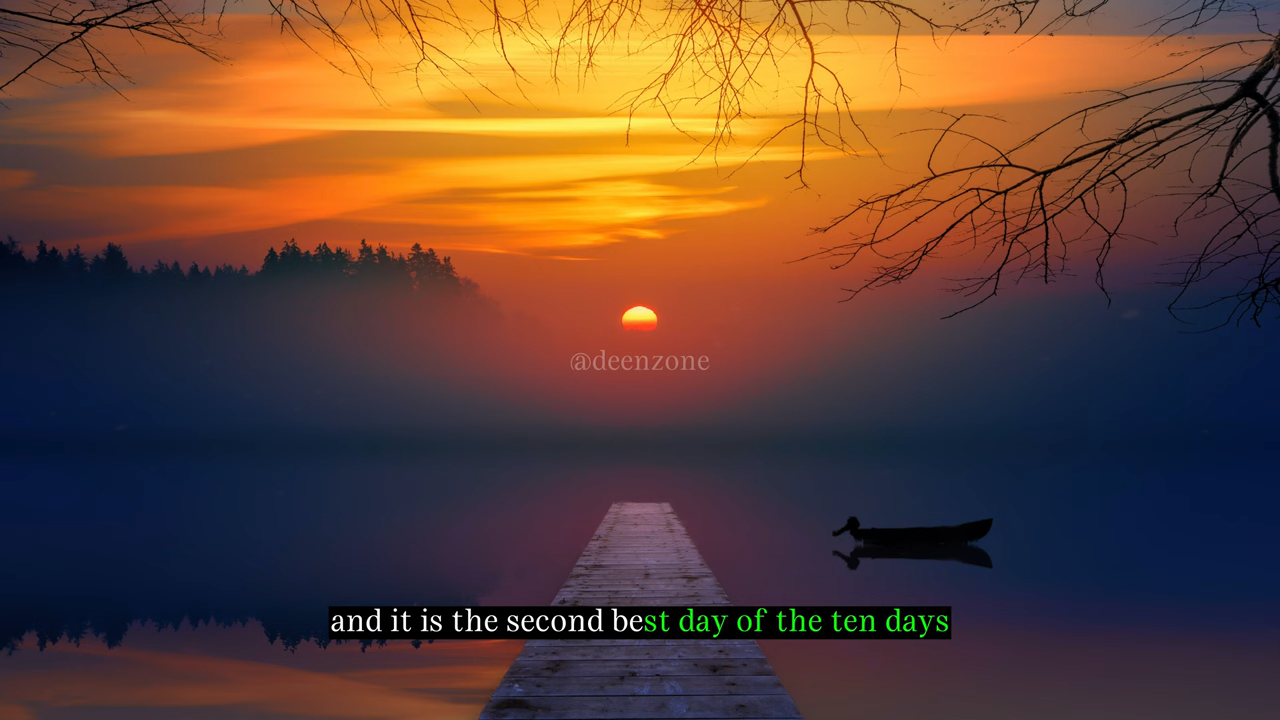 @deenzone
and it is the second best day of the ten days